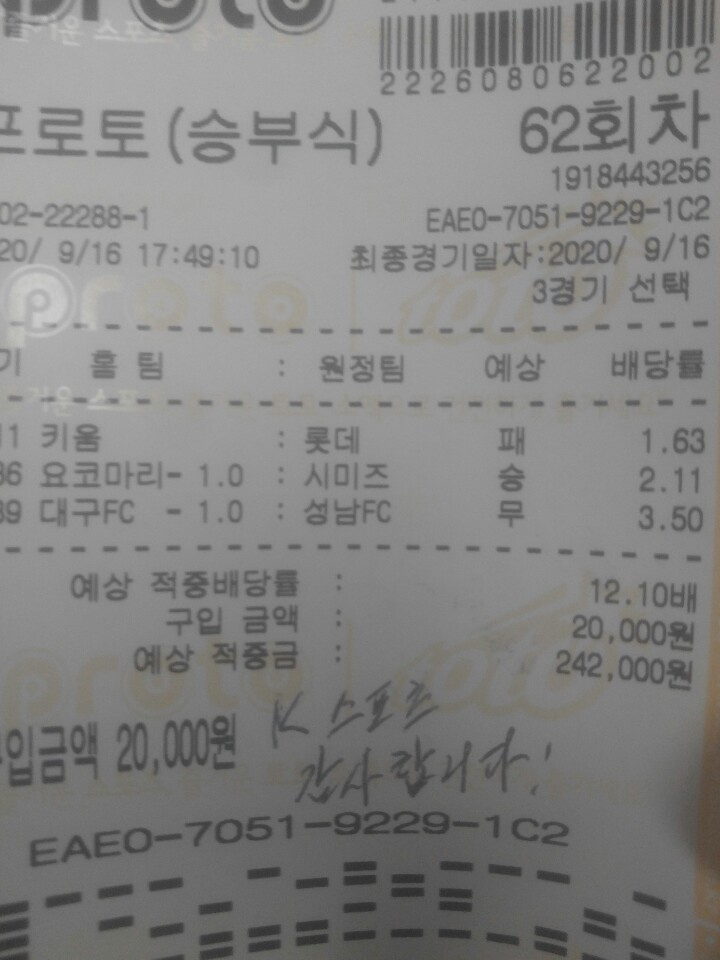 proto
2226080622002
프로토(승부식) 62회차
1918443256
02-22288-1 EAE0-7051-9229-1C2
20/ 9/16 17:49:10 최종경기일자:2020/ 9/16
3경기 선택
기 홈 팀 : 원정팀 예상 배당률
11 키움 : 롯데 패 1.63
86 요코마리- 1.0 : 시미즈 승 2.11
89 대구FC - 1.0 : 성남FC 무 3.50
예상 적중배당률 : 12.10배
구입 금액 : 20,000원
예상 적중금 : 242,000원
K 스포츠
구입금액 20,000원
감사합니다!
EAE0-7051-9229-1C2